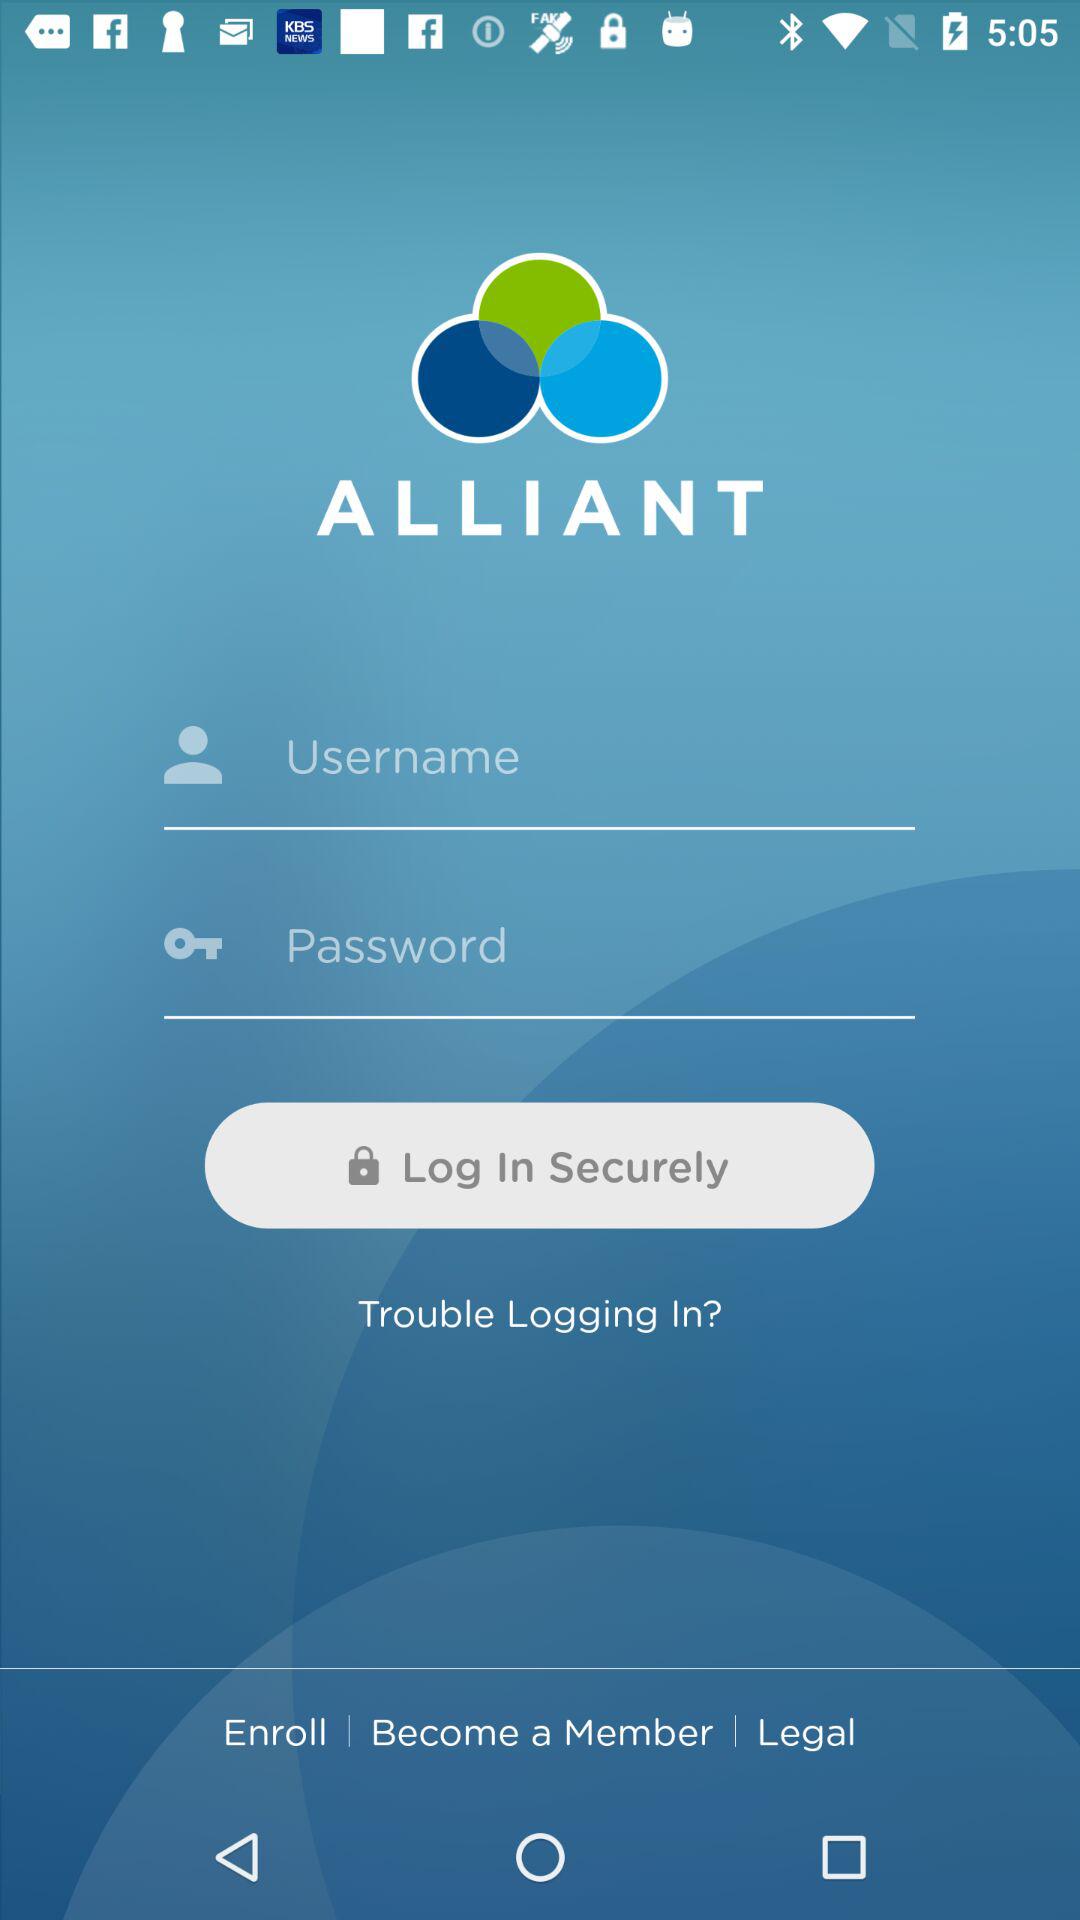 KBS
NEWS
FAKE
5:05
ALLIANT
Username
Password
Log In Securely
Trouble Logging In?
Enroll
Become a Member
Legal